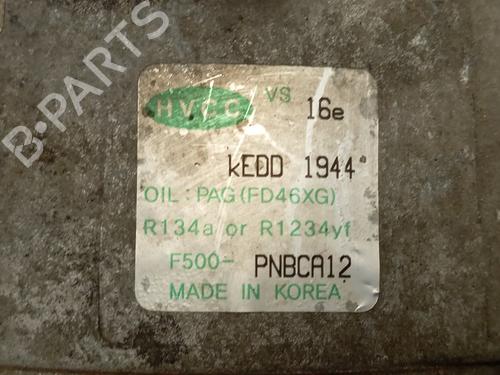 B-PARTS
HVCC VS 16e
kEDD 1944
OIL : PAG (FD46XG)
R134a or R1234yf
F500- PNBCA12
MADE IN KOREA